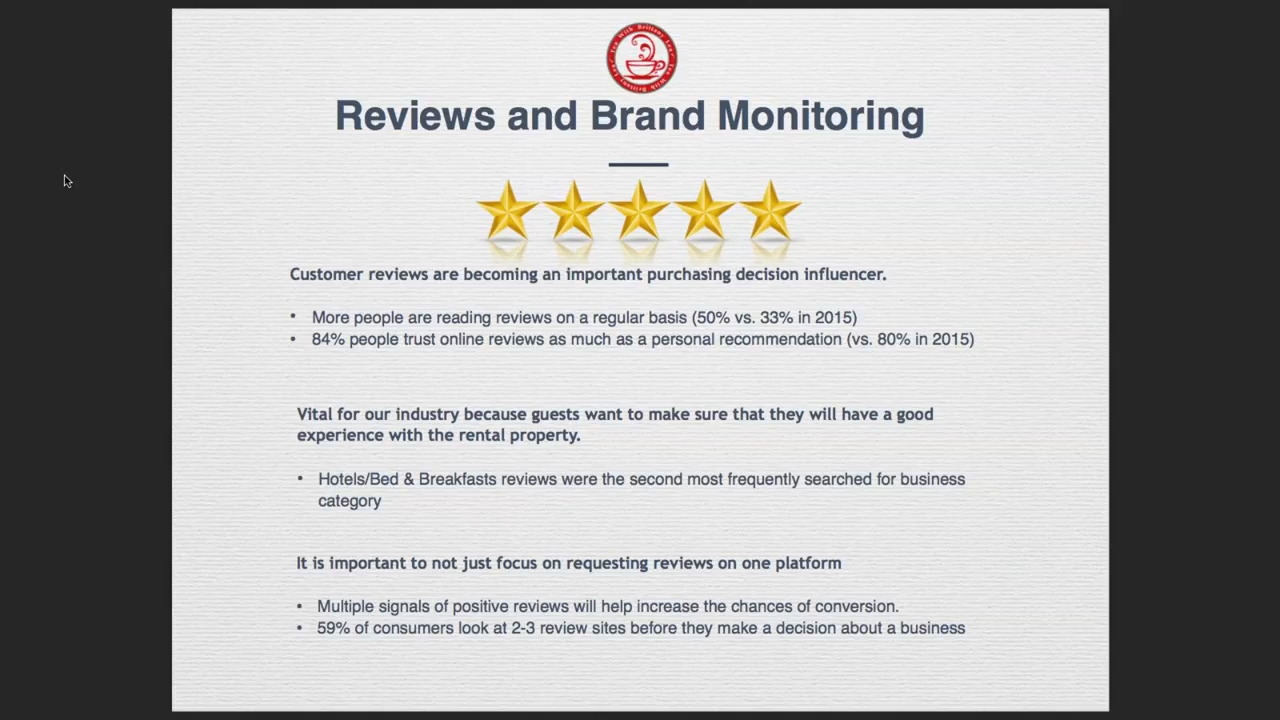 Tea With Brittany
Reviews and Brand Monitoring
Customer reviews are becoming an important purchasing decision influencer.
• More people are reading reviews on a regular basis (50% vs. 33% in 2015)
• 84% people trust online reviews as much as a personal recommendation (vs. 80% in 2015)
Vital for our industry because guests want to make sure that they will have a good
experience with the rental property.
• Hotels/Bed & Breakfasts reviews were the second most frequently searched for business
category
It is important to not just focus on requesting reviews on one platform
• Multiple signals of positive reviews will help increase the chances of conversion.
• 59% of consumers look at 2-3 review sites before they make a decision about a business